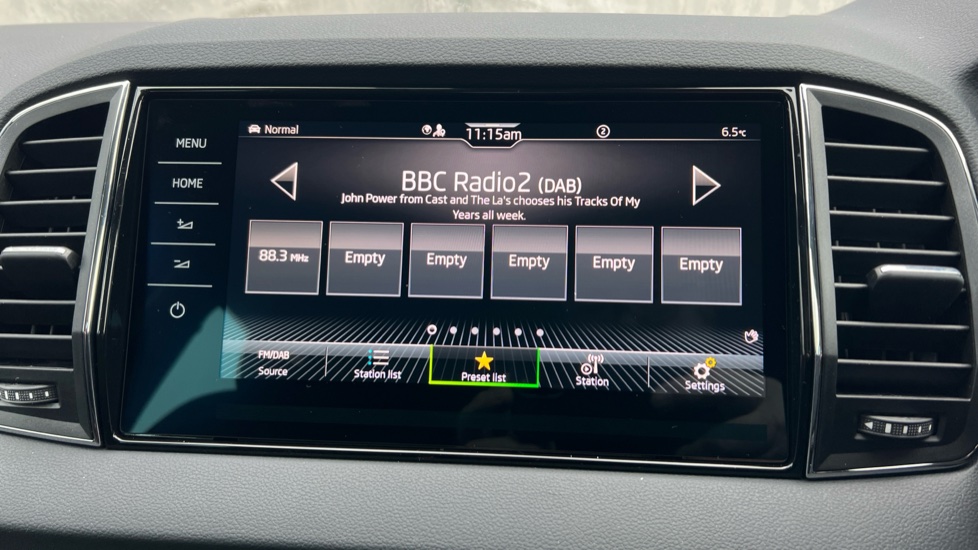 MENU
HOME
Normal
11:15am
2
6.5°C
BBC Radio2 (DAB)
John Power from Cast and The La's chooses his Tracks Of My
Years all week.
88.3 MHz
Empty
Empty
Empty
Empty
Empty
FM/DAB
Source
Station list
Preset list
Station
Settings